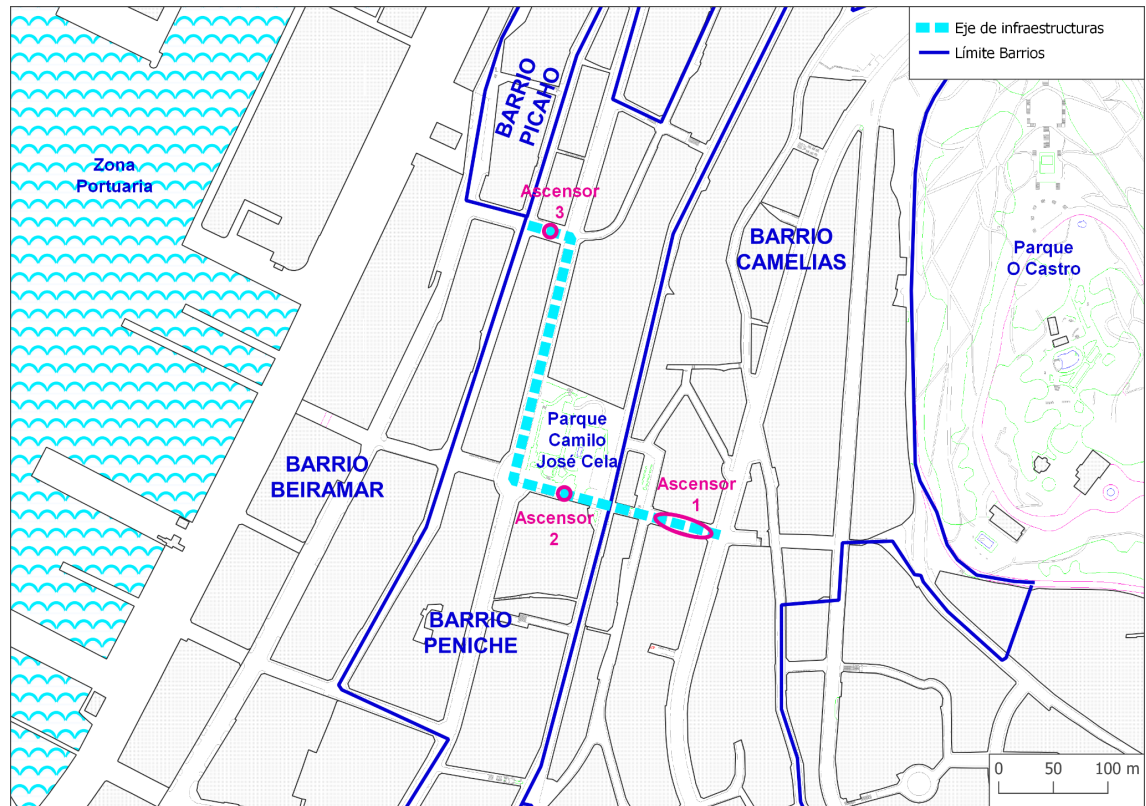 Eje de infraestructuras
Límite Barrios
BARRIO
PICAHO
Zona
Portuaria
Ascensor
3
BARRIO
CAMELIAS
Parque
O Castro
Parque
Camilo
José Cela
BARRIO
BEIRAMAR
Ascensor
1
Ascensor
2
BARRIO
PENICHE
0 50 100 m